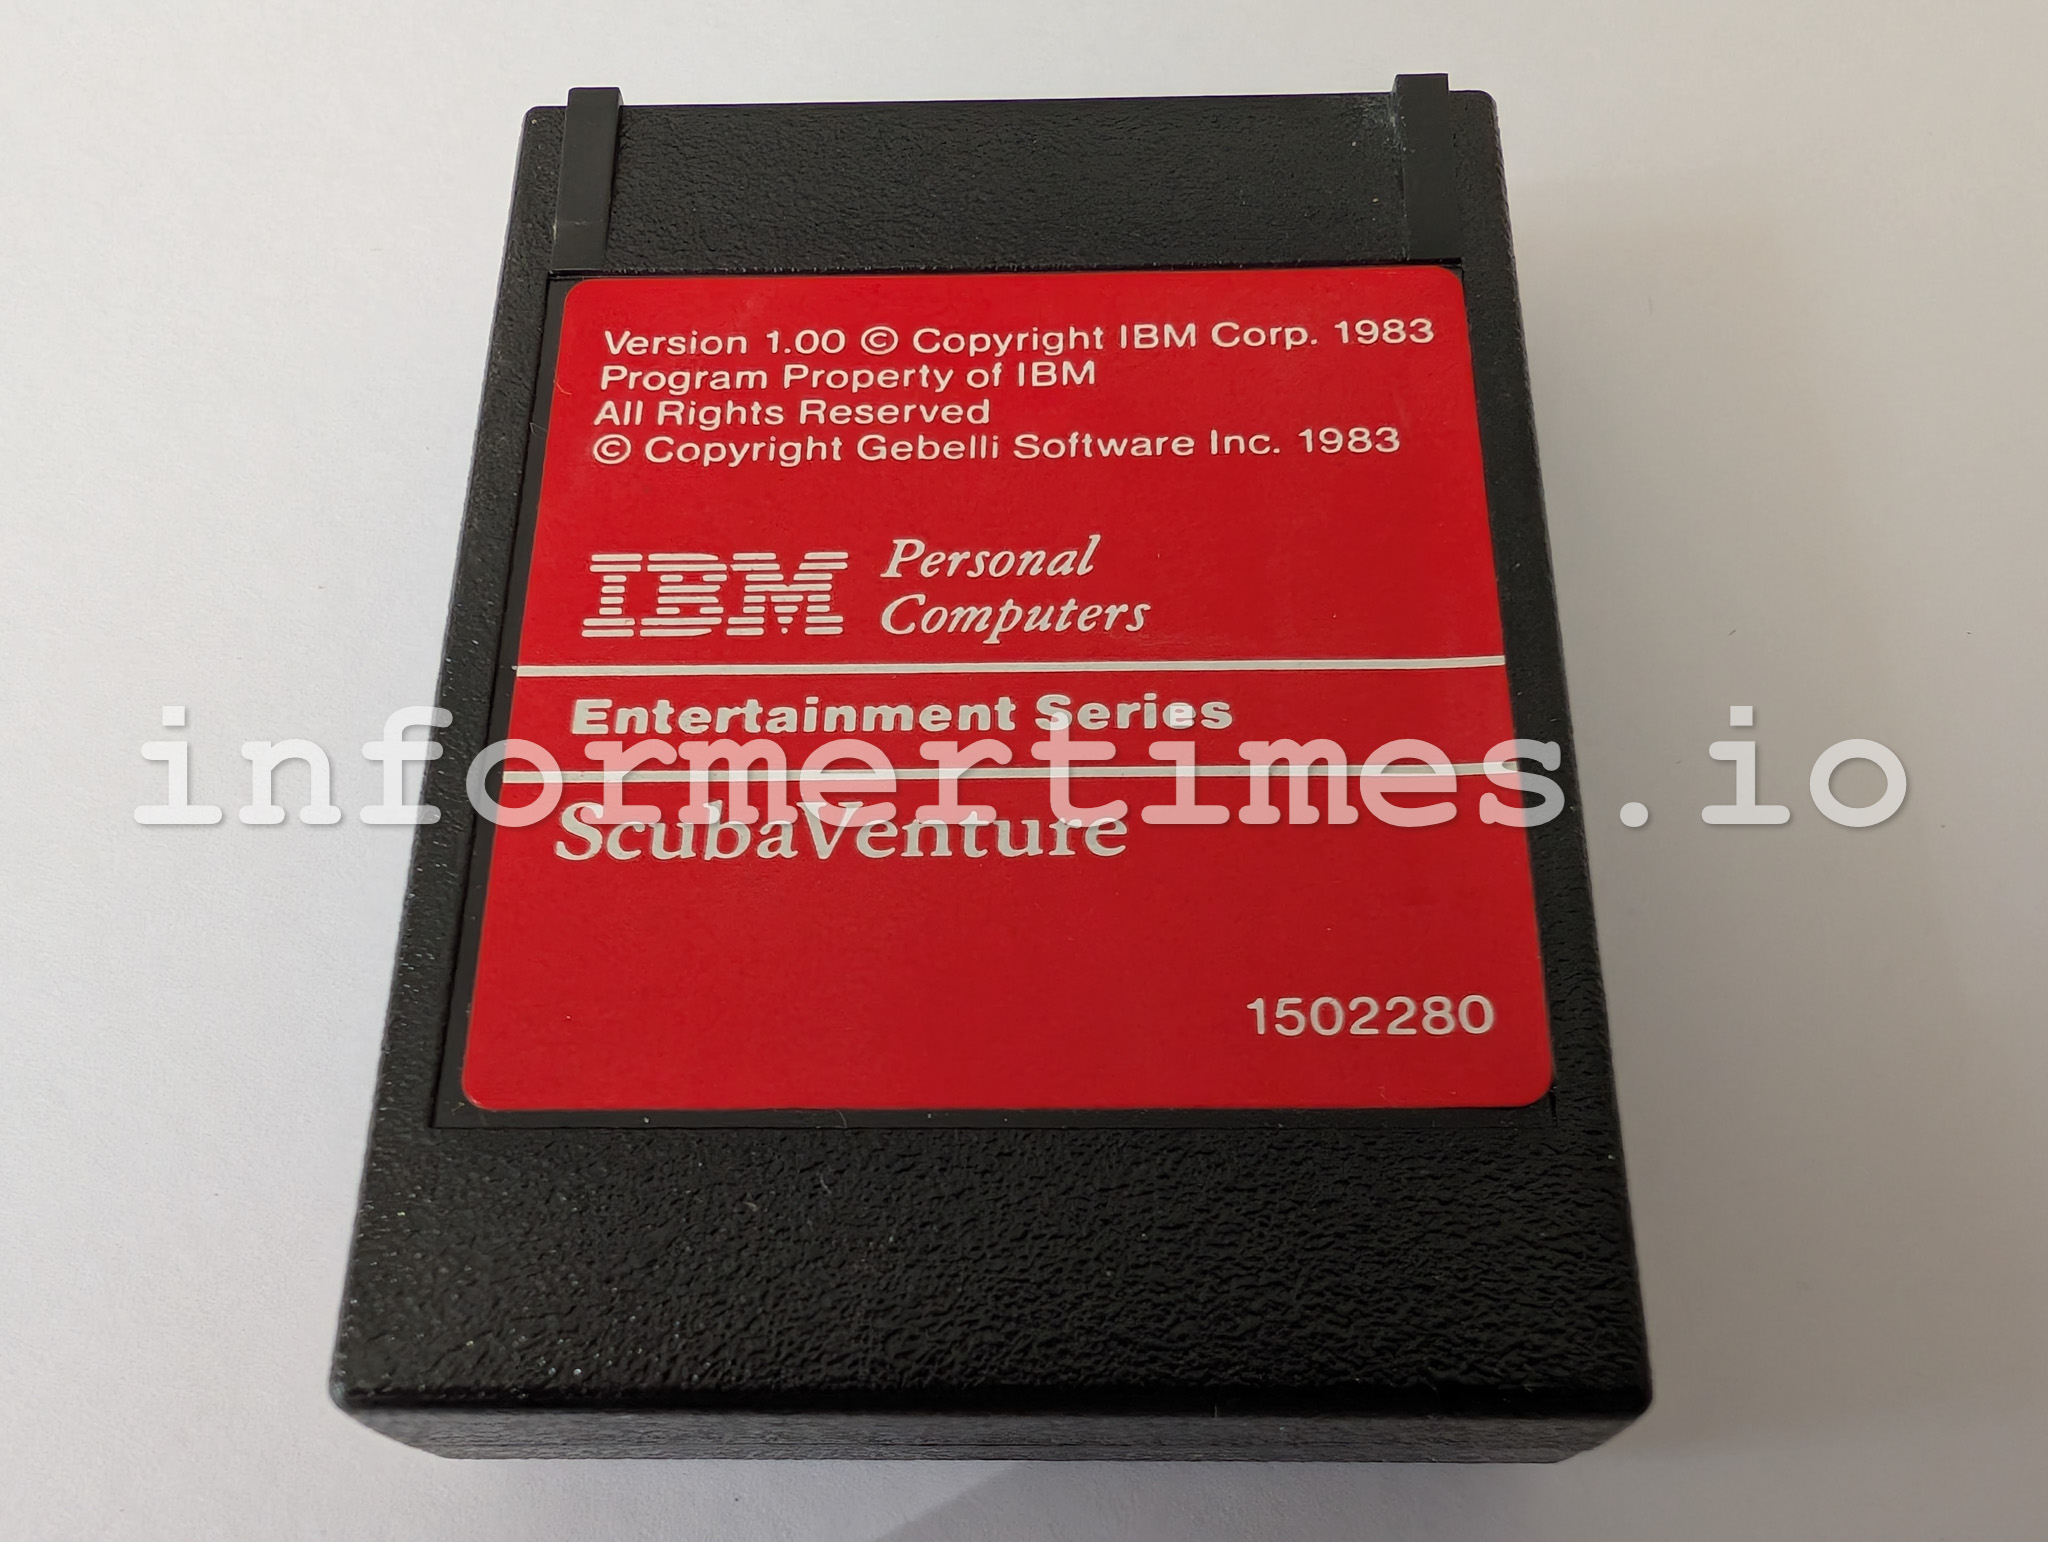 Version 1.00 © Copyright IBM Corp. 1983
Program Property of IBM
All Rights Reserved
© Copyright Gebelli Software Inc. 1983
IBM Personal
Computers
Entertainment Series
informertimes.io
ScubaVenture
1502280